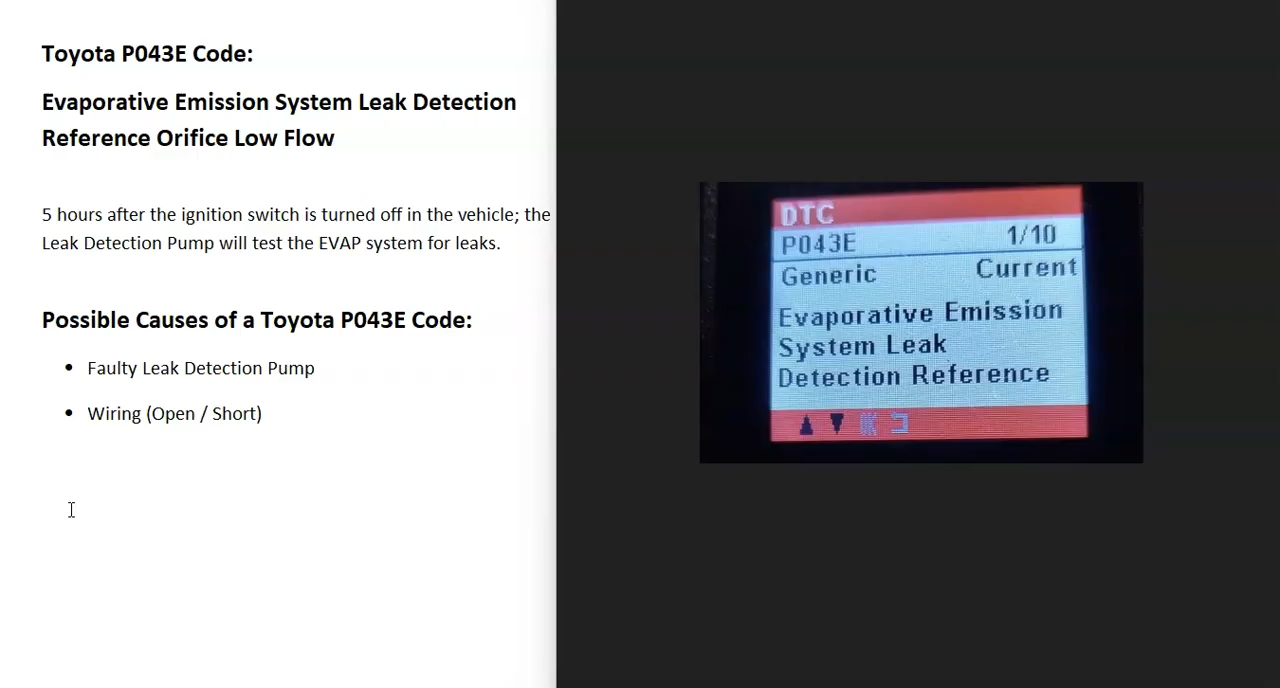 Toyota P043E Code:
Evaporative Emission System Leak Detection
Reference Orifice Low Flow
5 hours after the ignition switch is turned off in the vehicle; the
Leak Detection Pump will test the EVAP system for leaks.
Possible Causes of a Toyota P043E Code:
• Faulty Leak Detection Pump
• Wiring (Open / Short)
DTC
P043E 1/10
Generic Current
Evaporative Emission
System Leak
Detection Reference
OK